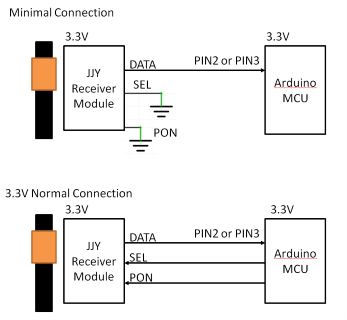 Minimal Connection
3.3V
3.3V
DATA
PIN2 or PIN3
JJY
Receiver
Module
SEL
Arduino
MCU
PON
3.3V Normal Connection
3.3V
3.3V
DATA
PIN2 or PIN3
JJY
Receiver
Module
SEL
Arduino
MCU
PON